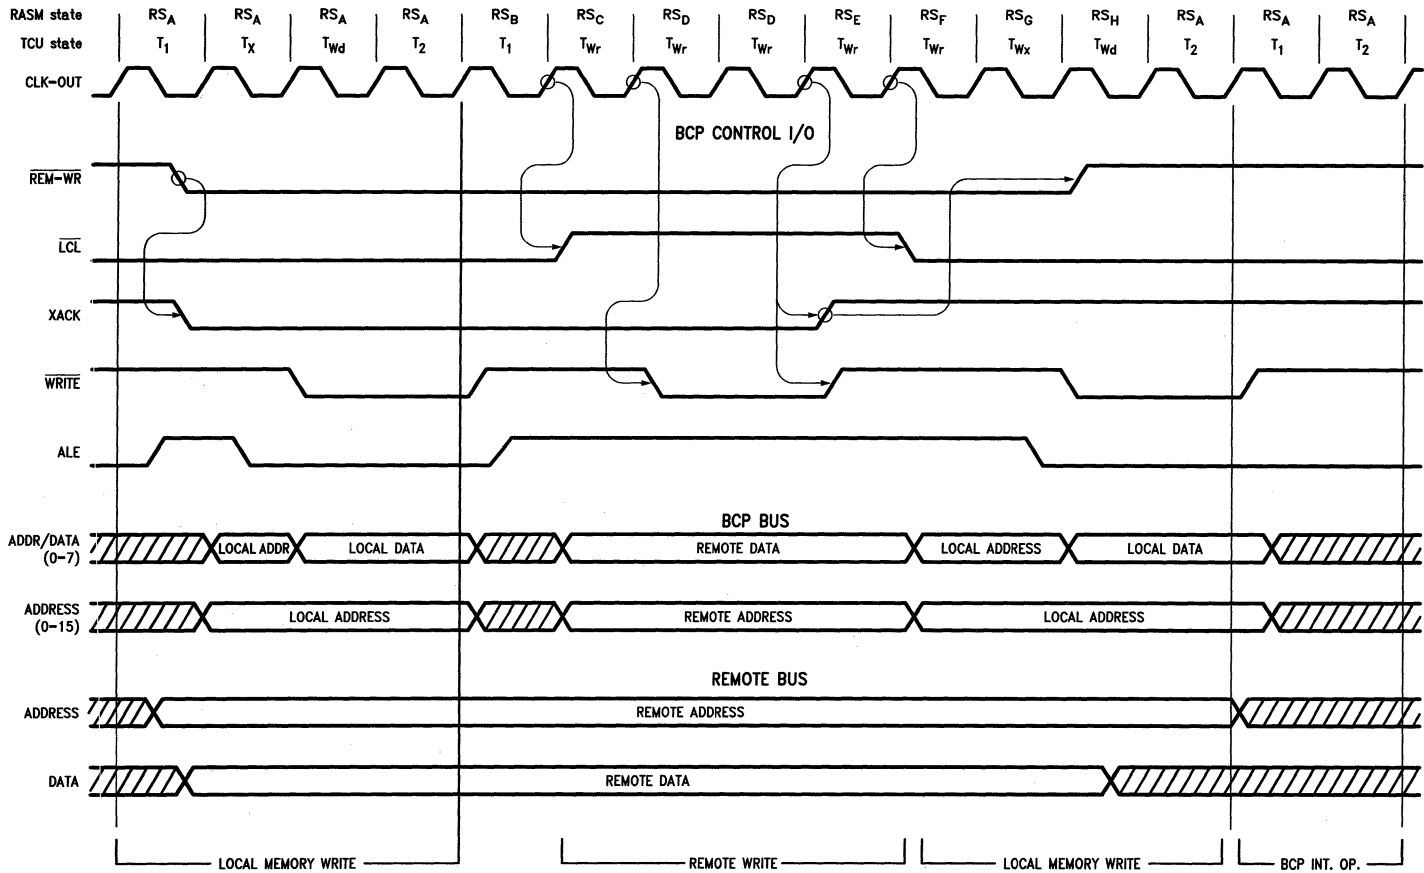 RASM state RSA RSA RSA RSA RSB RSC RSD RSD RSE RSF RSG RSH RSA RSA RSA
TCU state T1 TX TWd T2 T1 TWr TWr TWr TWr TWr TWx TWd T2 T1 T2
CLK-OUT
BCP CONTROL I/O
REM-WR
LCL
XACK
WRITE
ALE
BCP BUS
ADDR/DATA
(0-7)
LOCAL ADDR LOCAL DATA REMOTE DATA LOCAL ADDRESS LOCAL DATA
ADDRESS
(0-15)
LOCAL ADDRESS REMOTE ADDRESS LOCAL ADDRESS
REMOTE BUS
ADDRESS REMOTE ADDRESS
DATA REMOTE DATA
LOCAL MEMORY WRITE REMOTE WRITE LOCAL MEMORY WRITE BCP INT. OP.